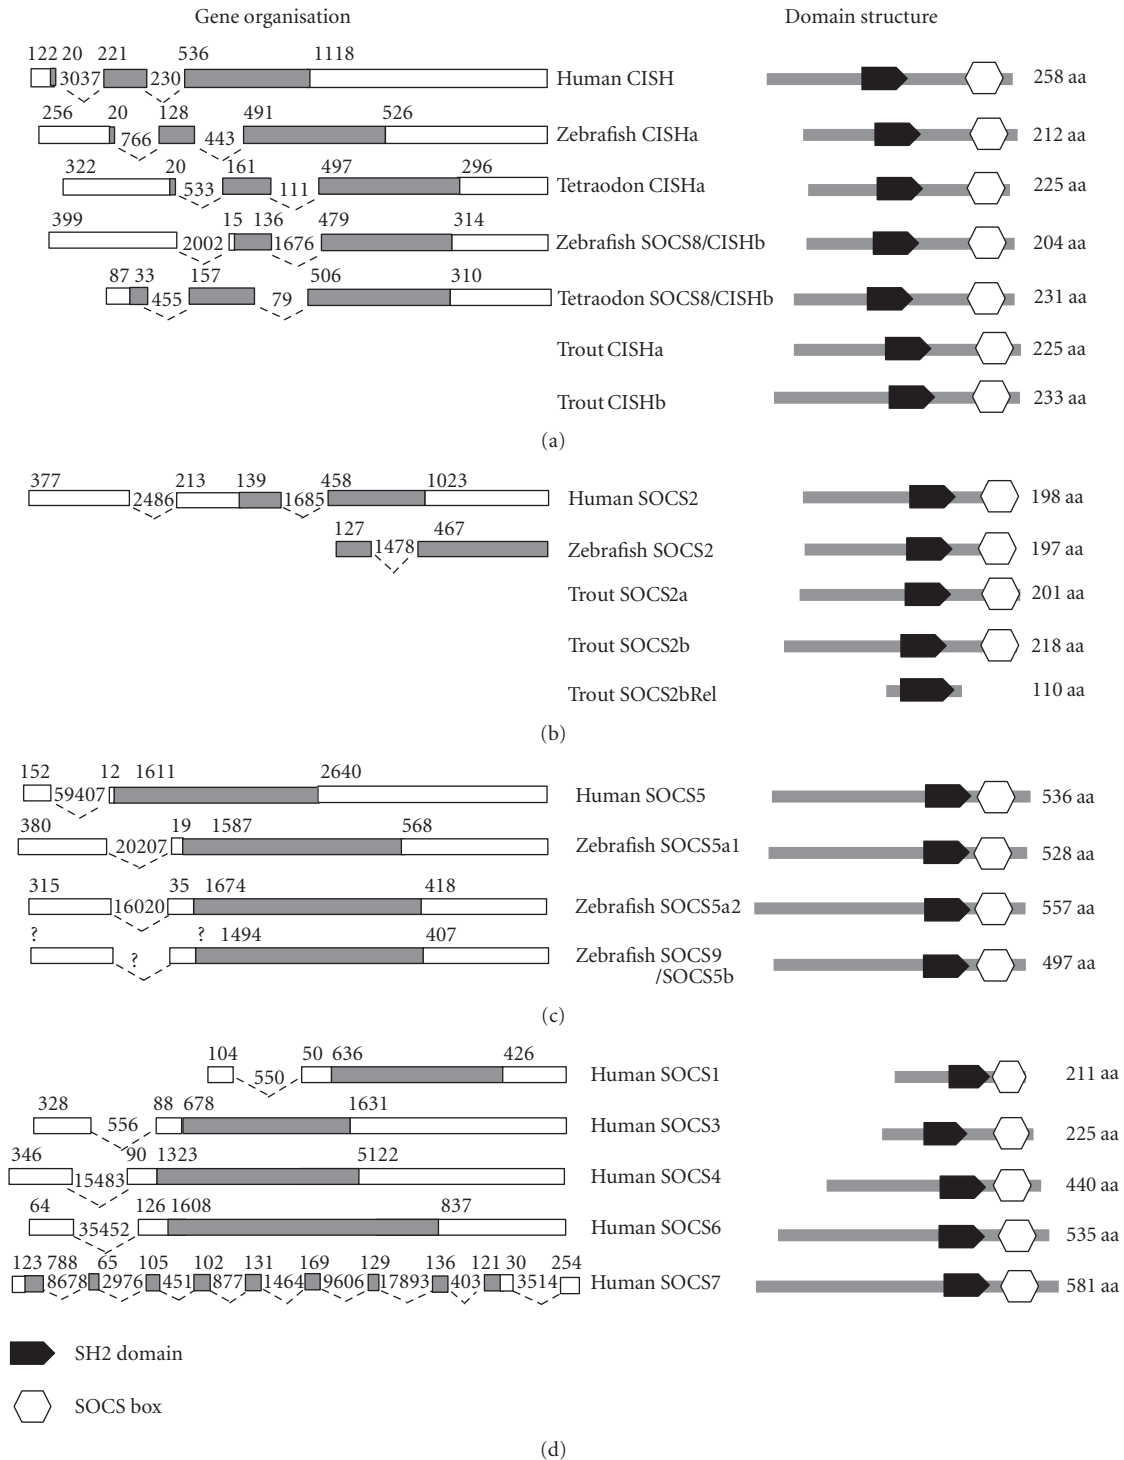 Gene organisation Domain structure
122 20 221 536 1118
3037 230 Human CISH 258 aa
256 20 128 491 526
766 443 Zebrafish CISHa 212 aa
322 20 161 497 296
533 111 Tetraodon CISHa 225 aa
399 15 136 479 314
2002 1676 Zebrafish SOCS8/CISHb 204 aa
87 33 157 506 310
455 79 Tetraodon SOCS8/CISHb 231 aa
Trout CISHa 225 aa
Trout CISHb 233 aa
(a)
377 213 139 458 1023
2486 1685 Human SOCS2 198 aa
127 467
1478 Zebrafish SOCS2 197 aa
Trout SOCS2a 201 aa
Trout SOCS2b 218 aa
Trout SOCS2bRel 110 aa
(b)
152 12 1611 2640
59407 Human SOCS5 536 aa
380 19 1587 568
20207 Zebrafish SOCS5a1 528 aa
315 35 1674 418
16020 Zebrafish SOCS5a2 557 aa
? ? 1494 407
? Zebrafish SOCS9 497 aa
/SOCS5b
(c)
104 50 636 426
550 Human SOCS1 211 aa
328 88 678 1631
556 Human SOCS3 225 aa
346 90 1323 5122
15483 Human SOCS4 440 aa
64 126 1608 837
35452 Human SOCS6 535 aa
123 788 65 105 102 131 169 129 136 121 30 254
8678 2976 451 877 1464 9606 17893 403 3514 Human SOCS7 581 aa
SH2 domain
SOCS box
(d)